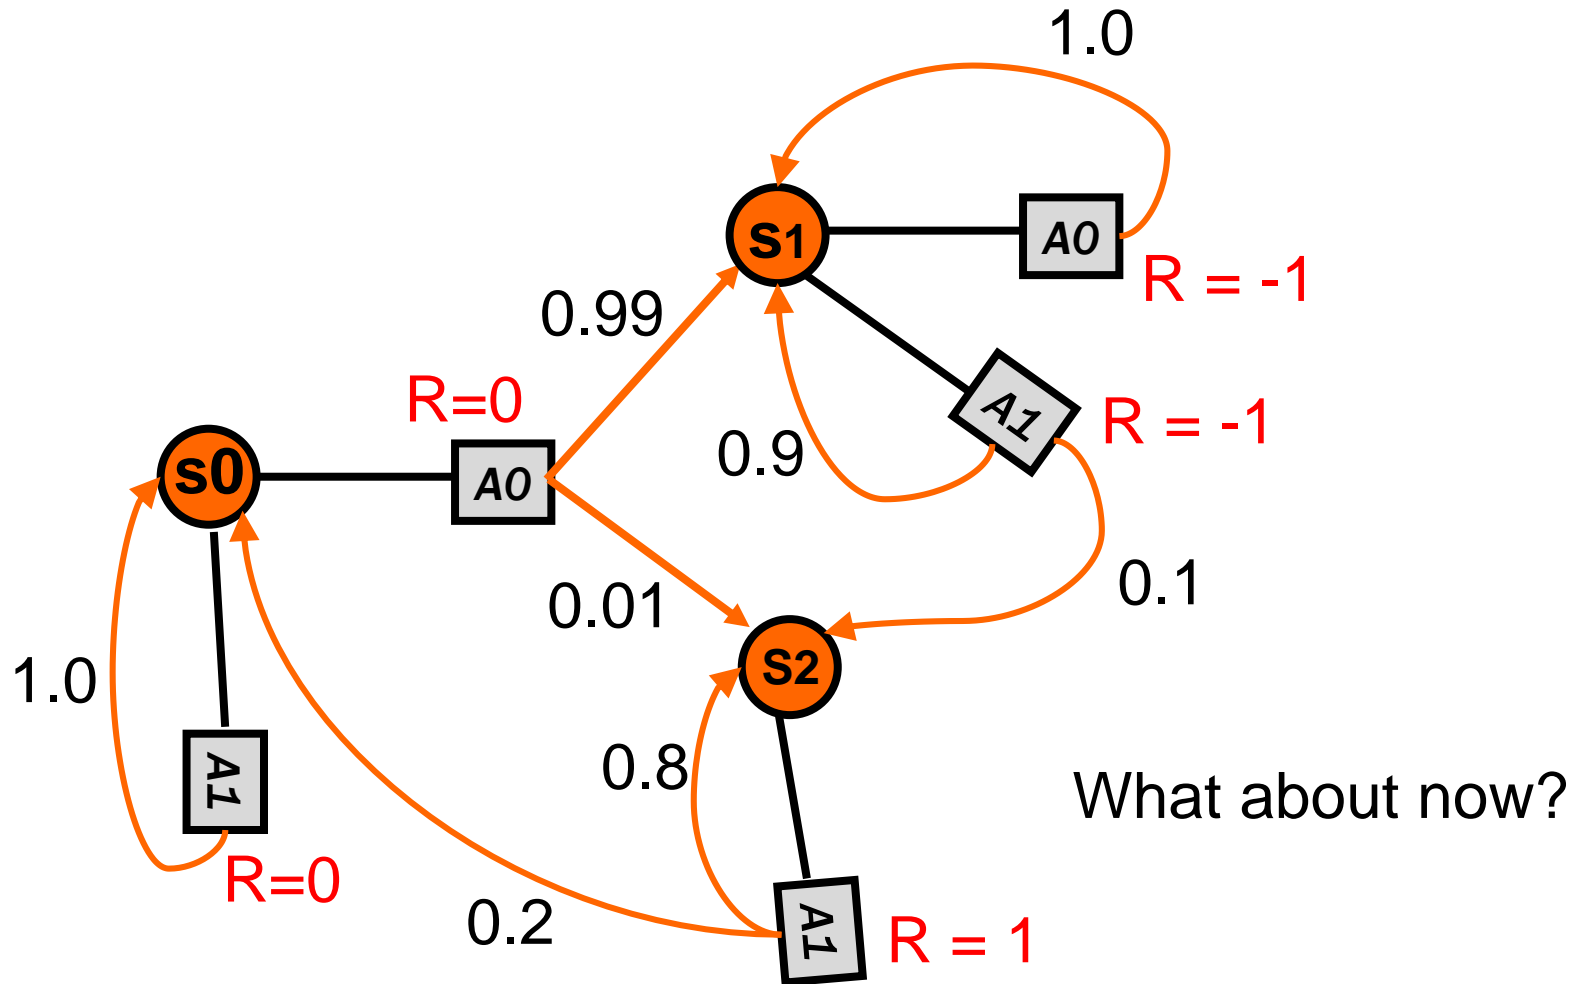 1.0
S1
A0
R = -1
0.99
R=0
A1
R = -1
0.9
s0
A0
0.1
0.01
1.0
S2
0.8
A1
What about now?
R=0
0.2
A1
R = 1